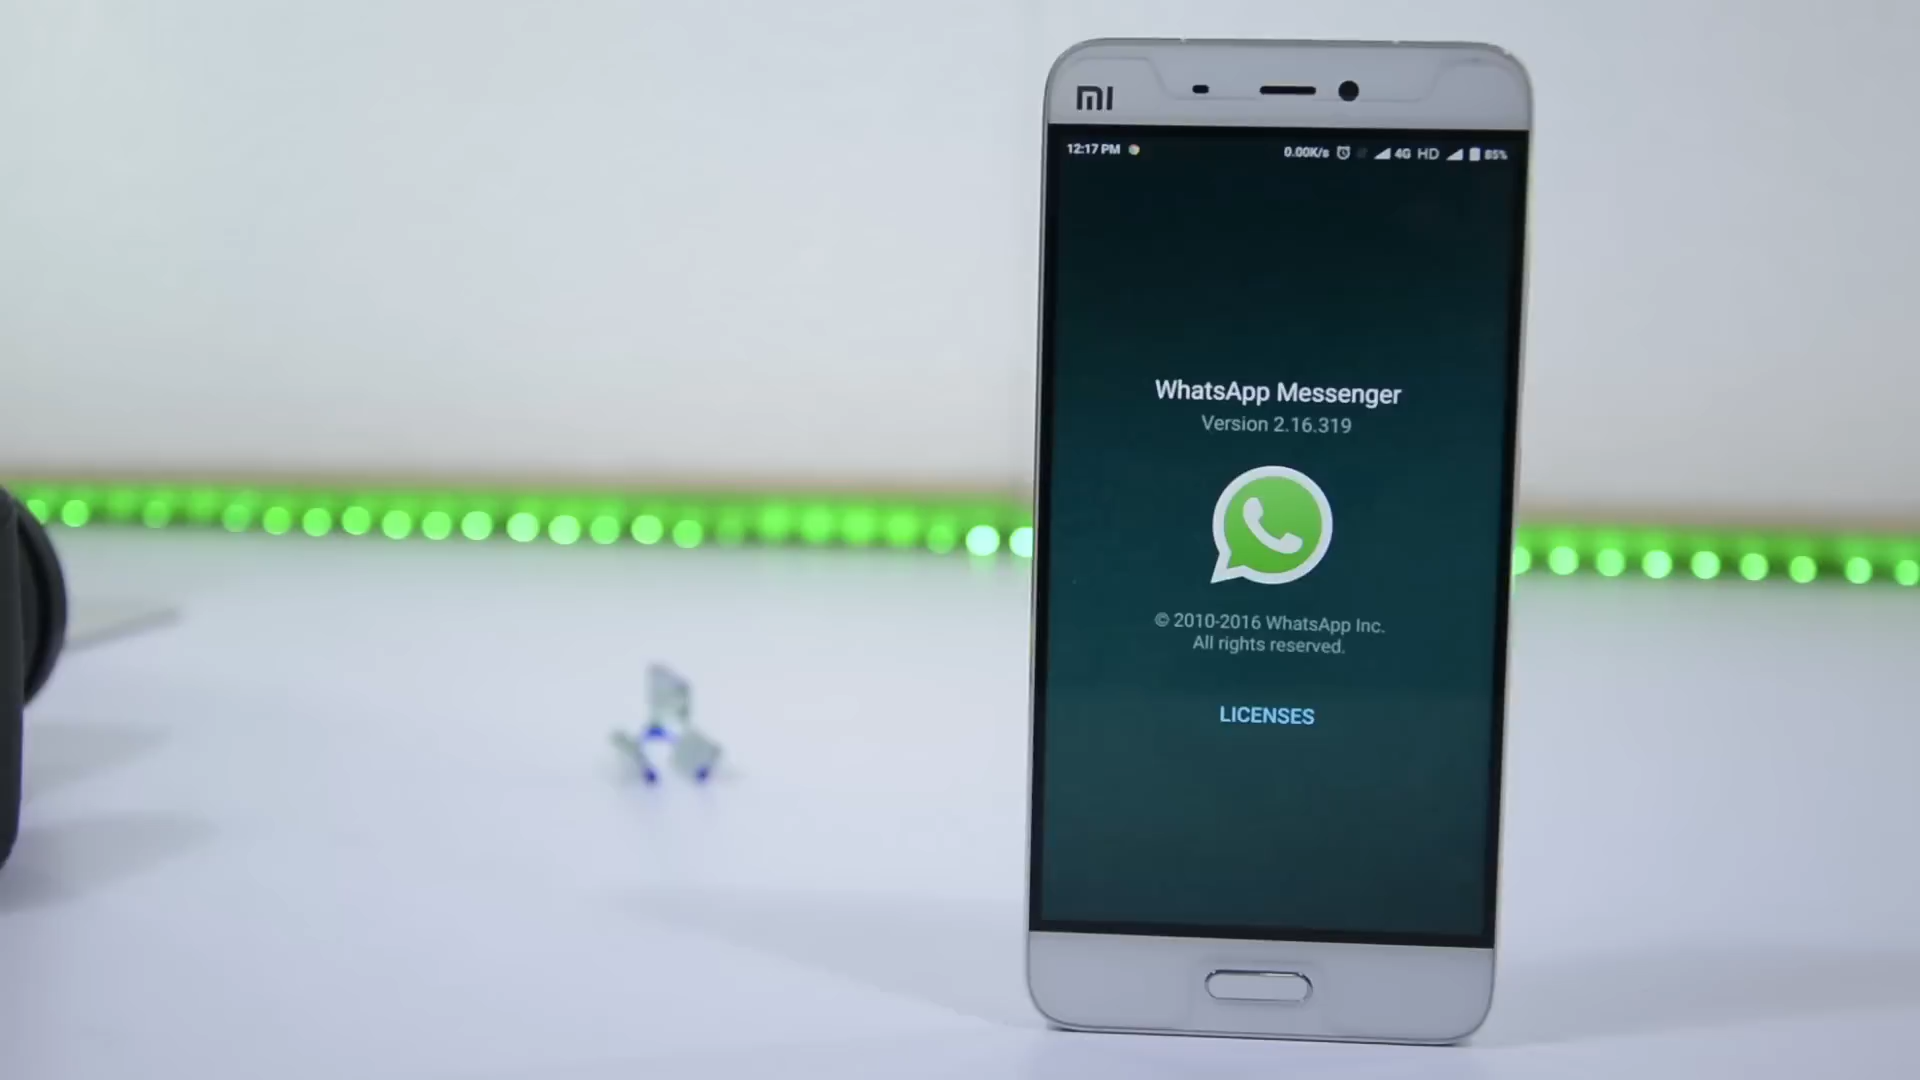 MI
12:17 PM
0.00K/s 4G HD 85%
WhatsApp Messenger
Version 2.16.319
© 2010-2016 WhatsApp Inc.
All rights reserved.
LICENSES